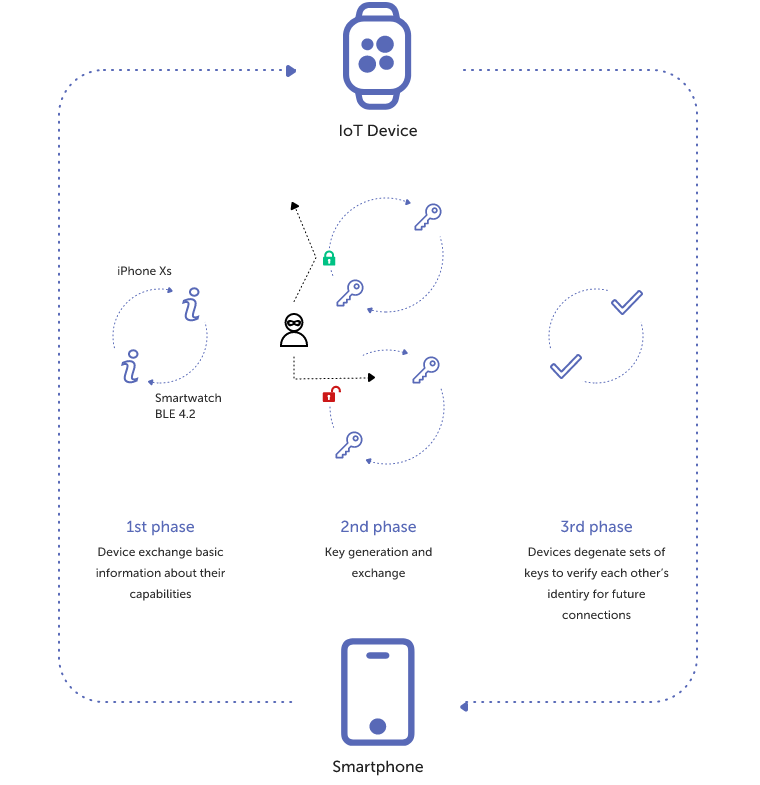 IoT Device
iPhone Xs
Smartwatch
BLE 4.2
1st phase
Device exchange basic
information about their
capabilities
2nd phase
Key generation and
exchange
3rd phase
Devices degenate sets of
keys to verify each other's
identiry for future
connections
Smartphone